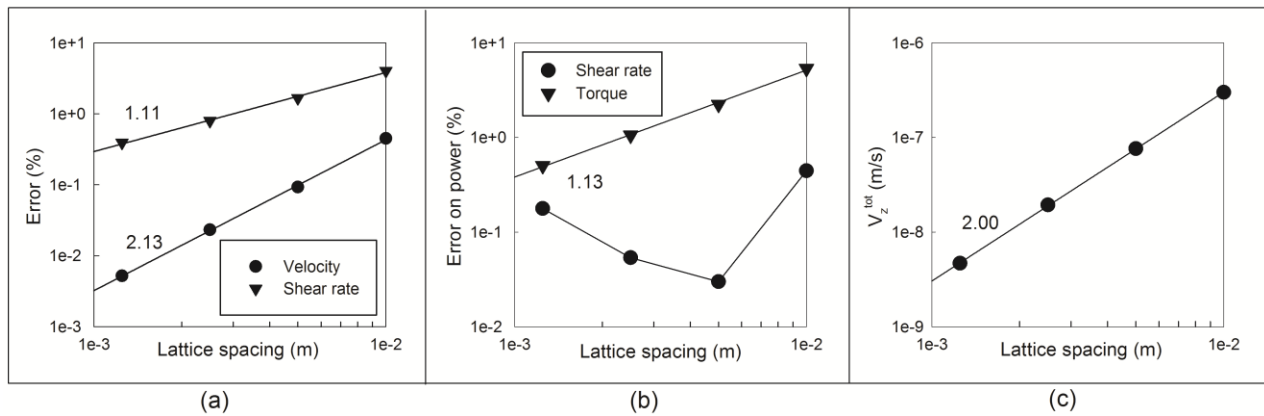 1e+1
1e+0
1e-1
1e-2
1e-3
Error (%)
1.11
2.13
Velocity
Shear rate
1e-3
1e-2
Lattice spacing (m)
(a)
1e+1
1e+0
1e-1
1e-2
Error on power (%)
Shear rate
Torque
1.13
1e-3
1e-2
Lattice spacing (m)
(b)
1e-6
1e-7
1e-8
1e-9
V_z^tot (m/s)
2.00
1e-3
1e-2
Lattice spacing (m)
(c)